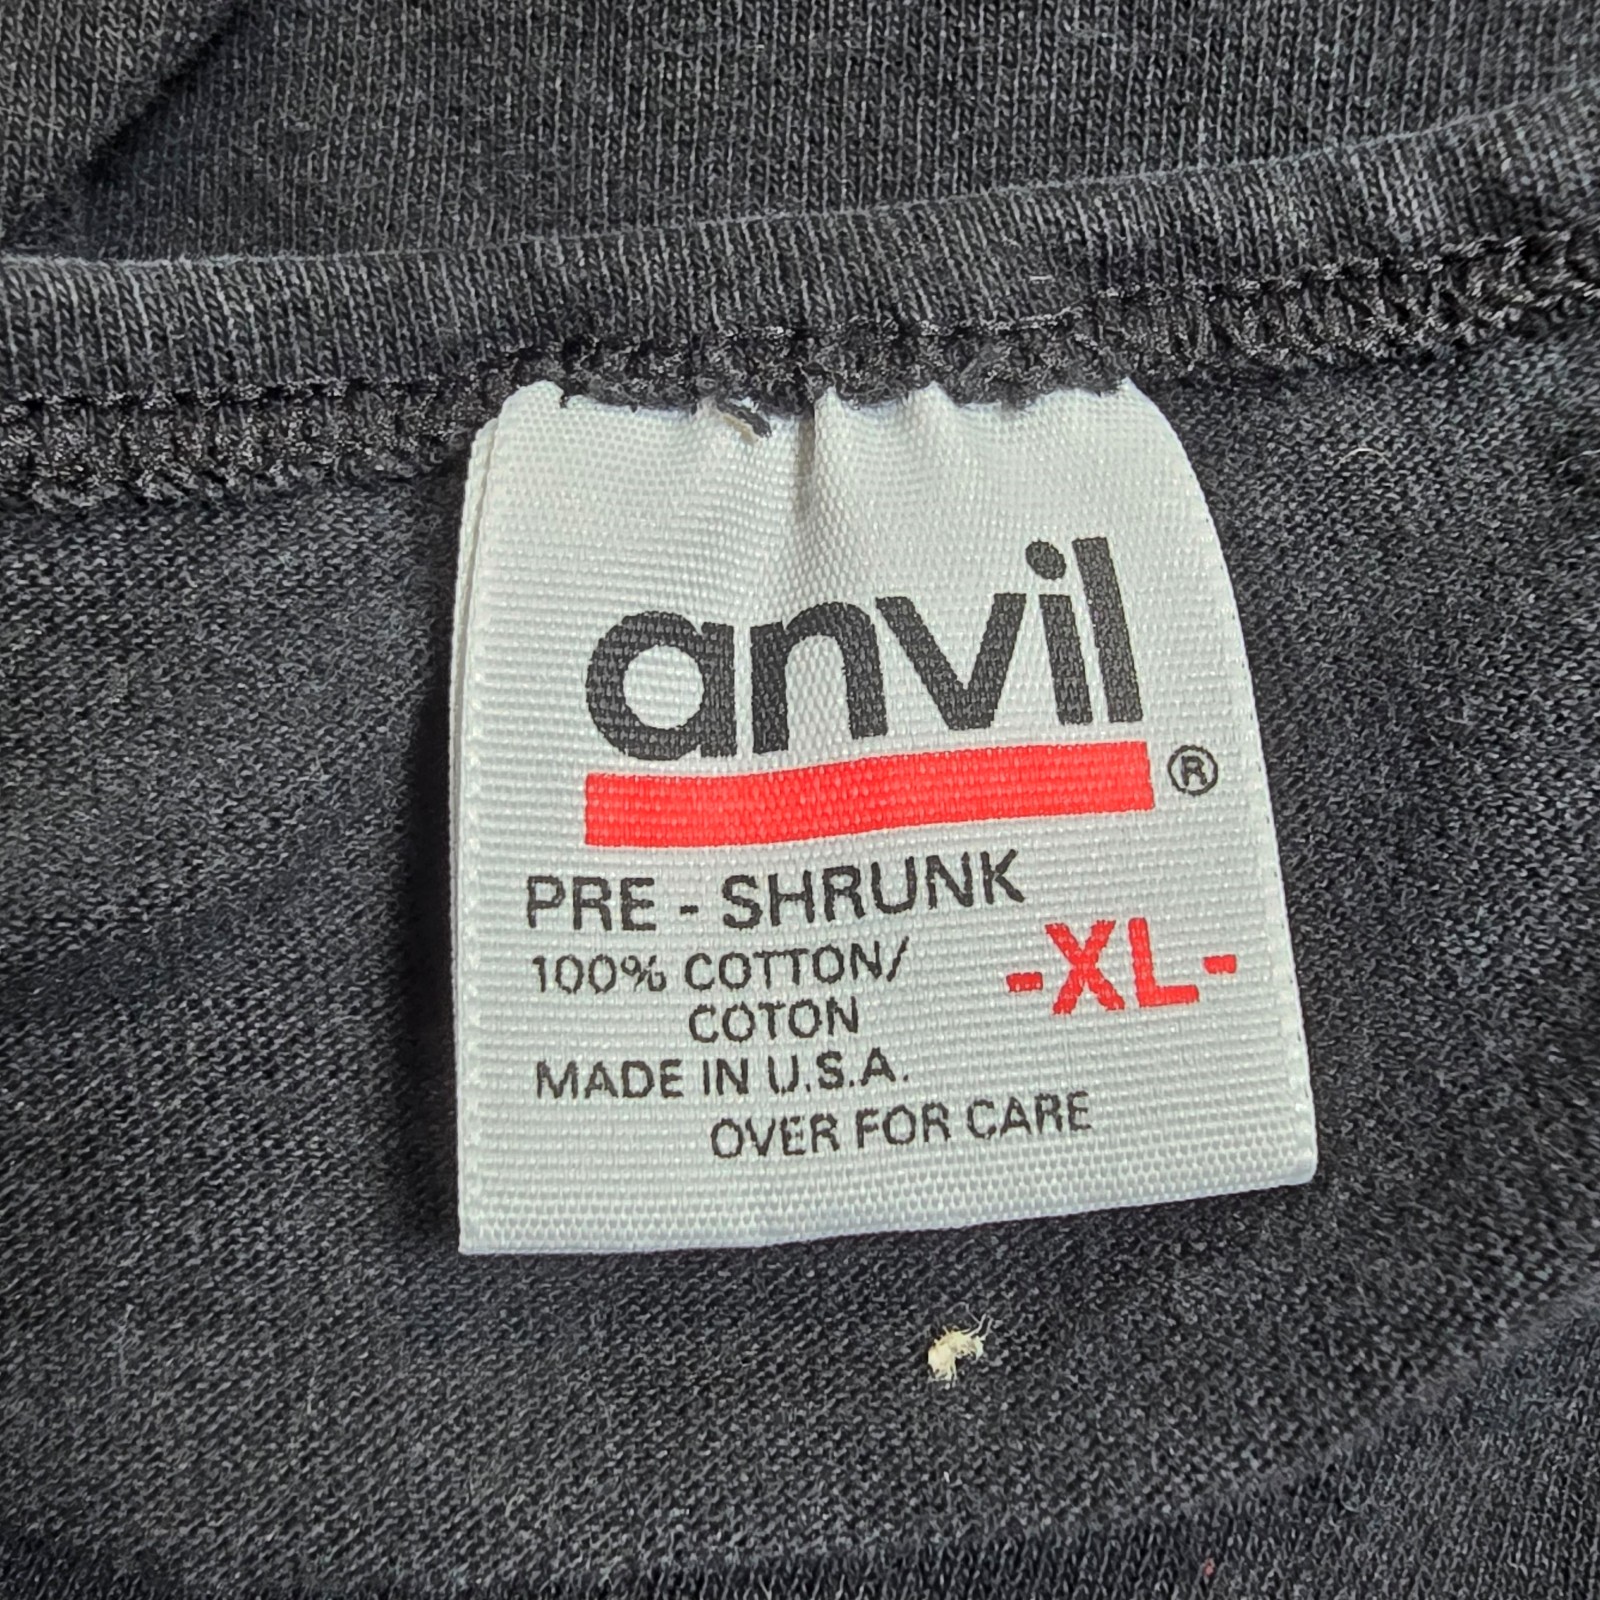 anvil
®
PRE - SHRUNK
100% COTTON/
COTON
-XL-
MADE IN U.S.A.
OVER FOR CARE